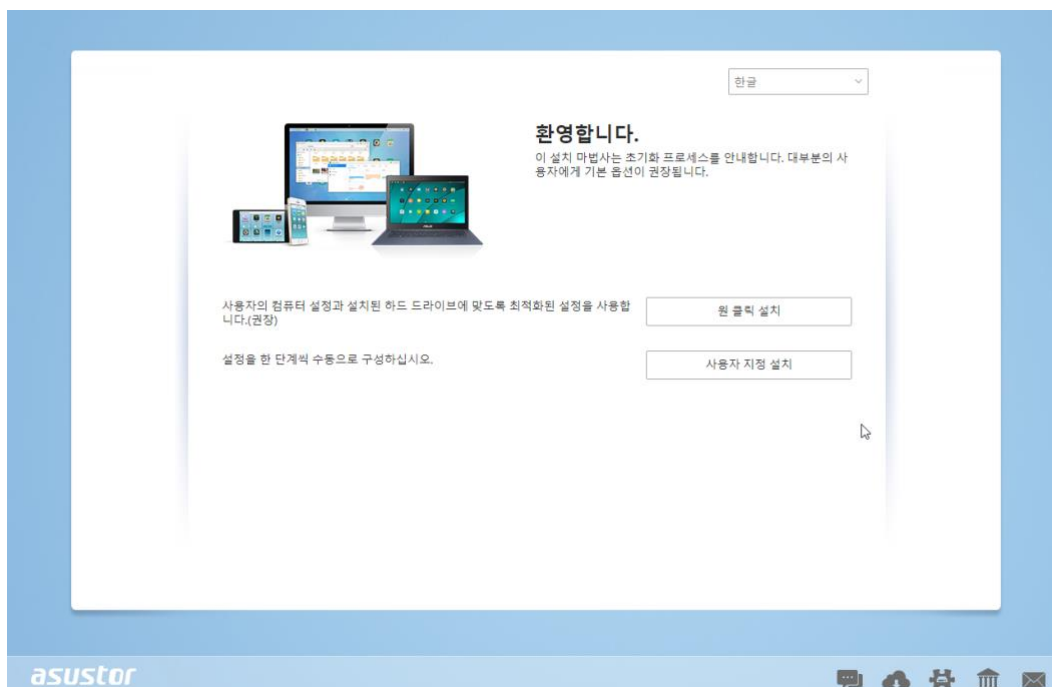 한글
환영합니다.
이 설치 마법사는 초기화 프로세스를 안내합니다. 대부분의 사
용자에게 기본 옵션이 권장됩니다.
사용자의 컴퓨터 설정과 설치된 하드 드라이브에 맞도록 최적화된 설정을 사용합
니다.(권장)
원 클릭 설치
설정을 한 단계씩 수동으로 구성하십시오.
사용자 지정 설치
asustor